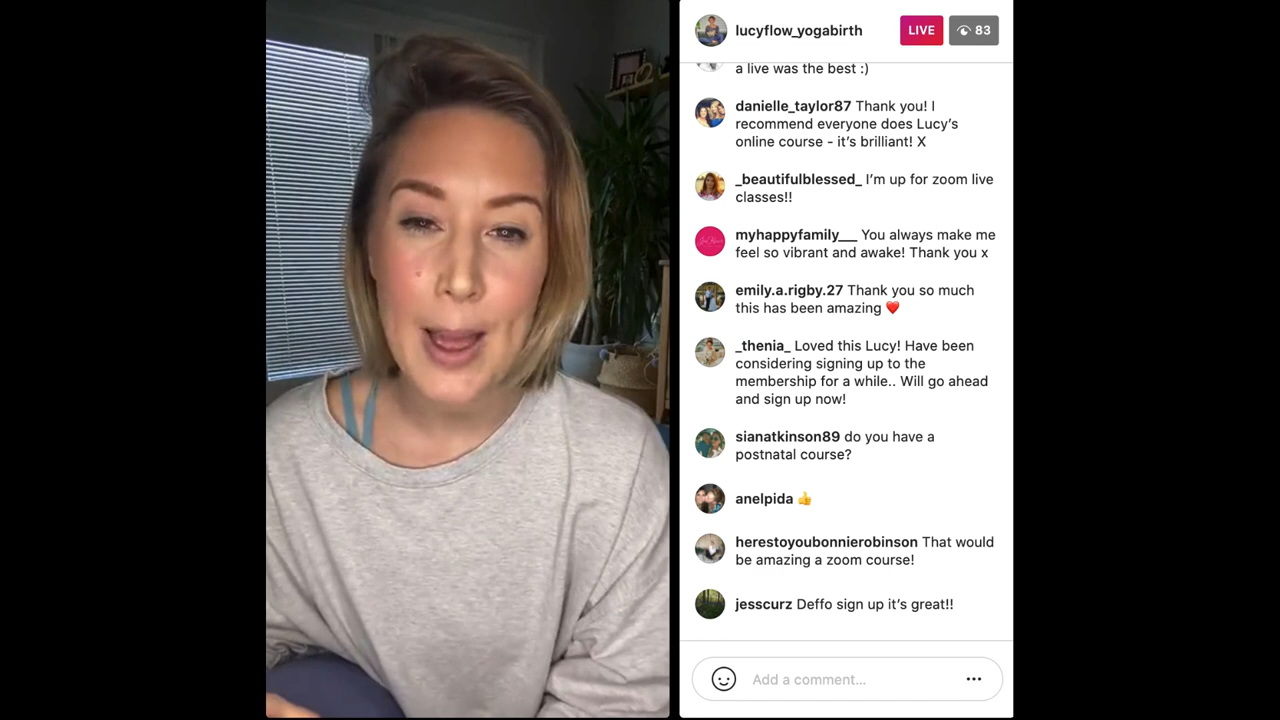 lucyflow_yogabirth
LIVE
83
a live was the best :)
danielle_taylor87 Thank you! I
recommend everyone does Lucy's
online course - it's brilliant! X
_beautifulblessed_ I'm up for zoom live
classes!!
myhappyfamily___ You always make me
feel so vibrant and awake! Thank you x
emily.a.rigby.27 Thank you so much
this has been amazing ❤️
_thenia_ Loved this Lucy! Have been
considering signing up to the
membership for a while.. Will go ahead
and sign up now!
sianatkinson89 do you have a
postnatal course?
anelpida 👍
herestoyoubonnierobinson That would
be amazing a zoom course!
jesscurz Deffo sign up it's great!!
Add a comment...